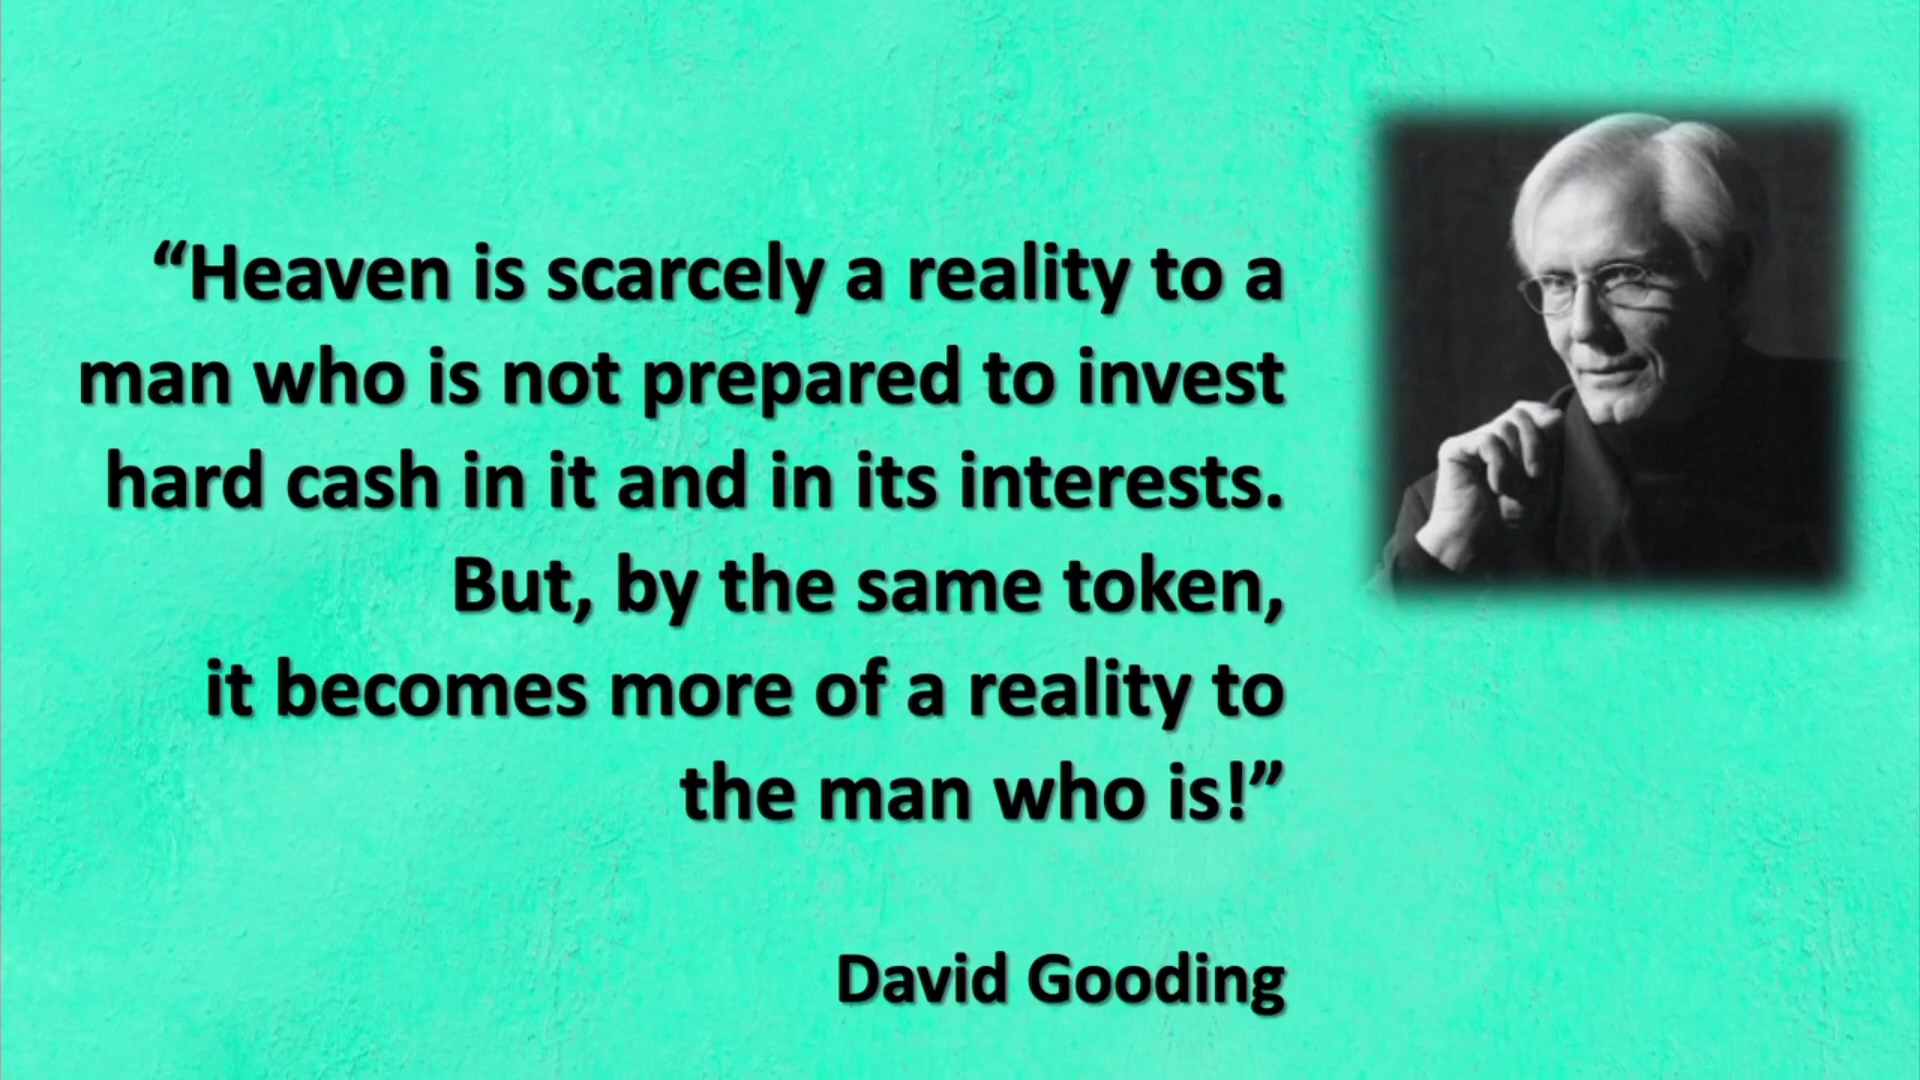 “Heaven is scarcely a reality to a
man who is not prepared to invest
hard cash in it and in its interests.
But, by the same token,
it becomes more of a reality to
the man who is!”
David Gooding